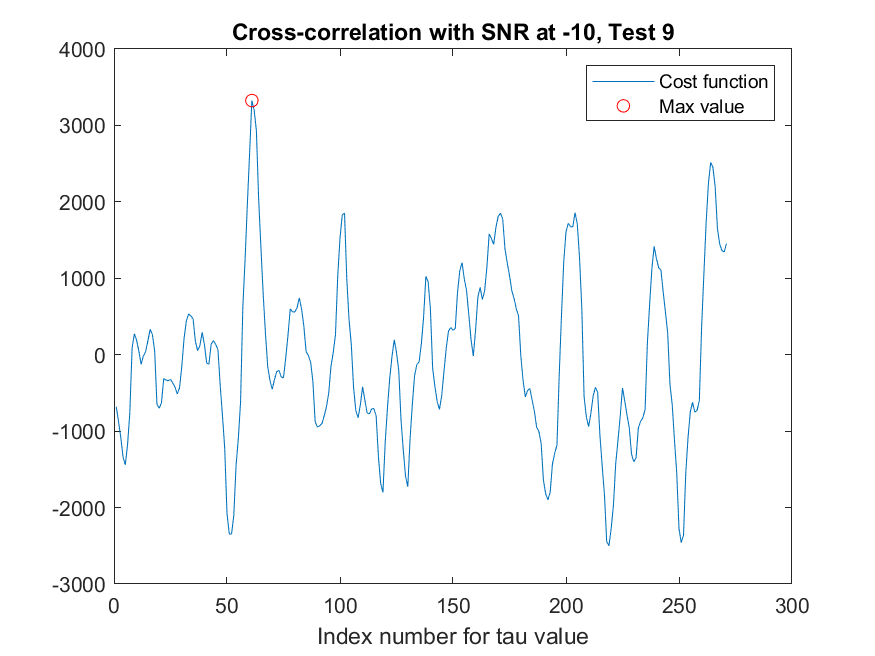 Cross-correlation with SNR at -10, Test 9
4000
3000
2000
1000
0
-1000
-2000
-3000
Cost function
Max value
0 50 100 150 200 250 300
Index number for tau value